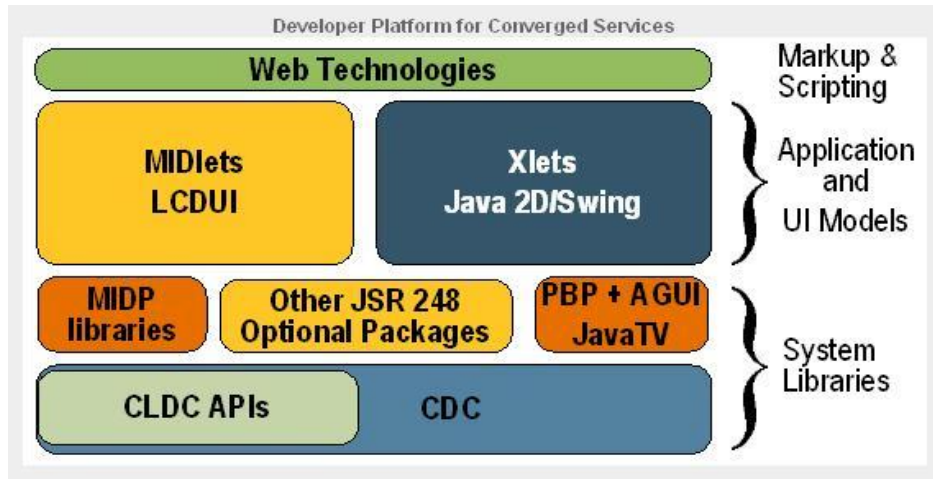 Developer Platform for Converged Services
Web Technologies
Markup &
Scripting
MIDlets
LCDUI
Xlets
Java 2D/Swing
Application
and
UI Models
MIDP
libraries
Other JSR 248
Optional Packages
PBP + AGUI
JavaTV
System
Libraries
CLDC APIs
CDC